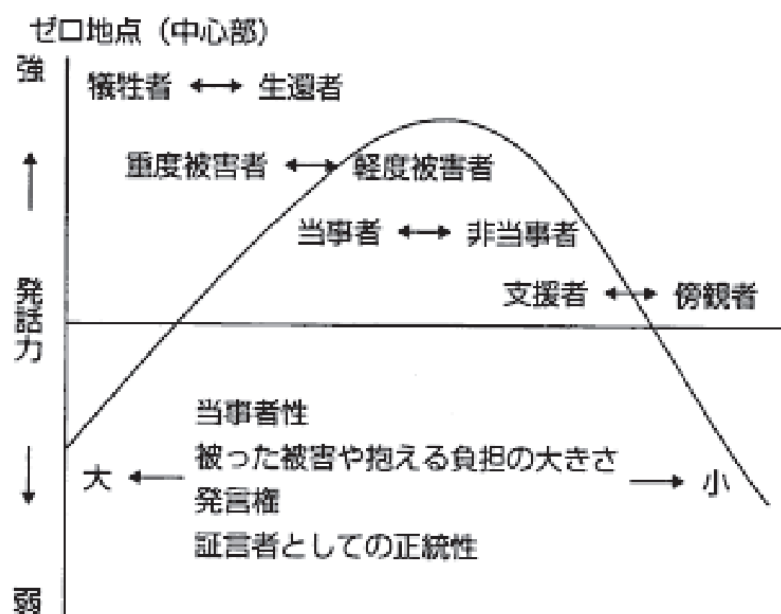 ゼロ地点（中心部）
強
犠牲者 ↔ 生還者
重度被害者 ↔ 軽度被害者
当事者 ↔ 非当事者
支援者 ↔ 傍観者
発話力
当事者性
被った被害や抱える負担の大きさ
大 ← → 小
発言権
証言者としての正統性
弱